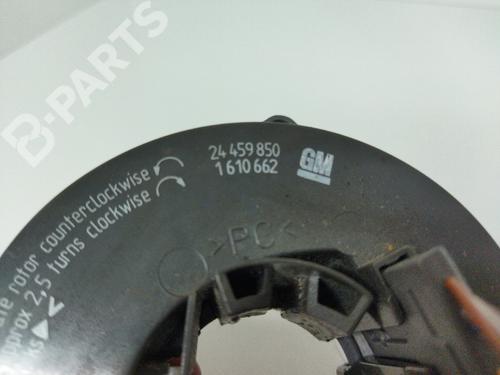 B-PARTS
24 459 850
1 610 662
GM
rotor counterclockwise
approx 2,5 turns clockwise
>PC<